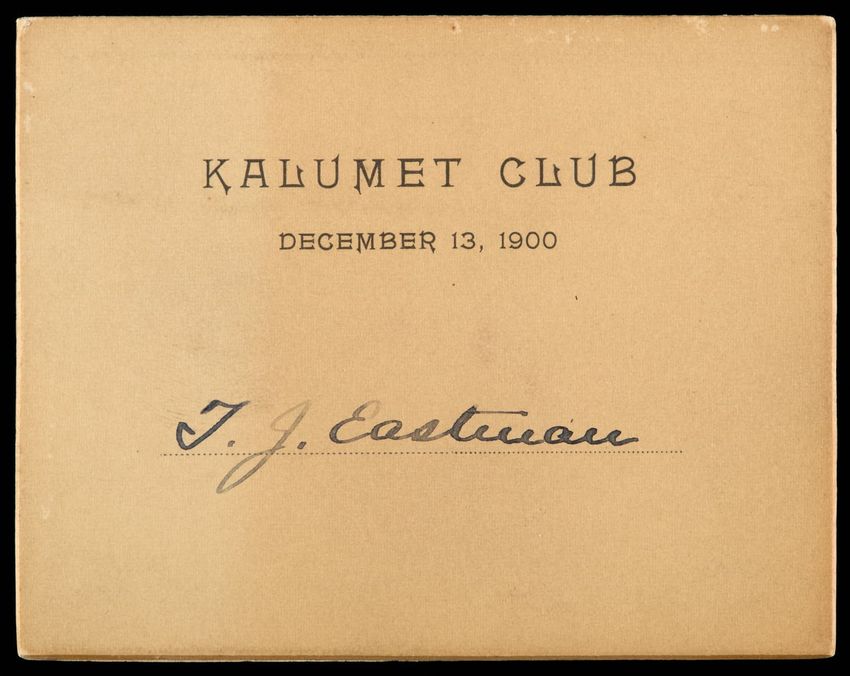 KALUMET CLUB
DECEMBER 13, 1900
T. J. Eastman